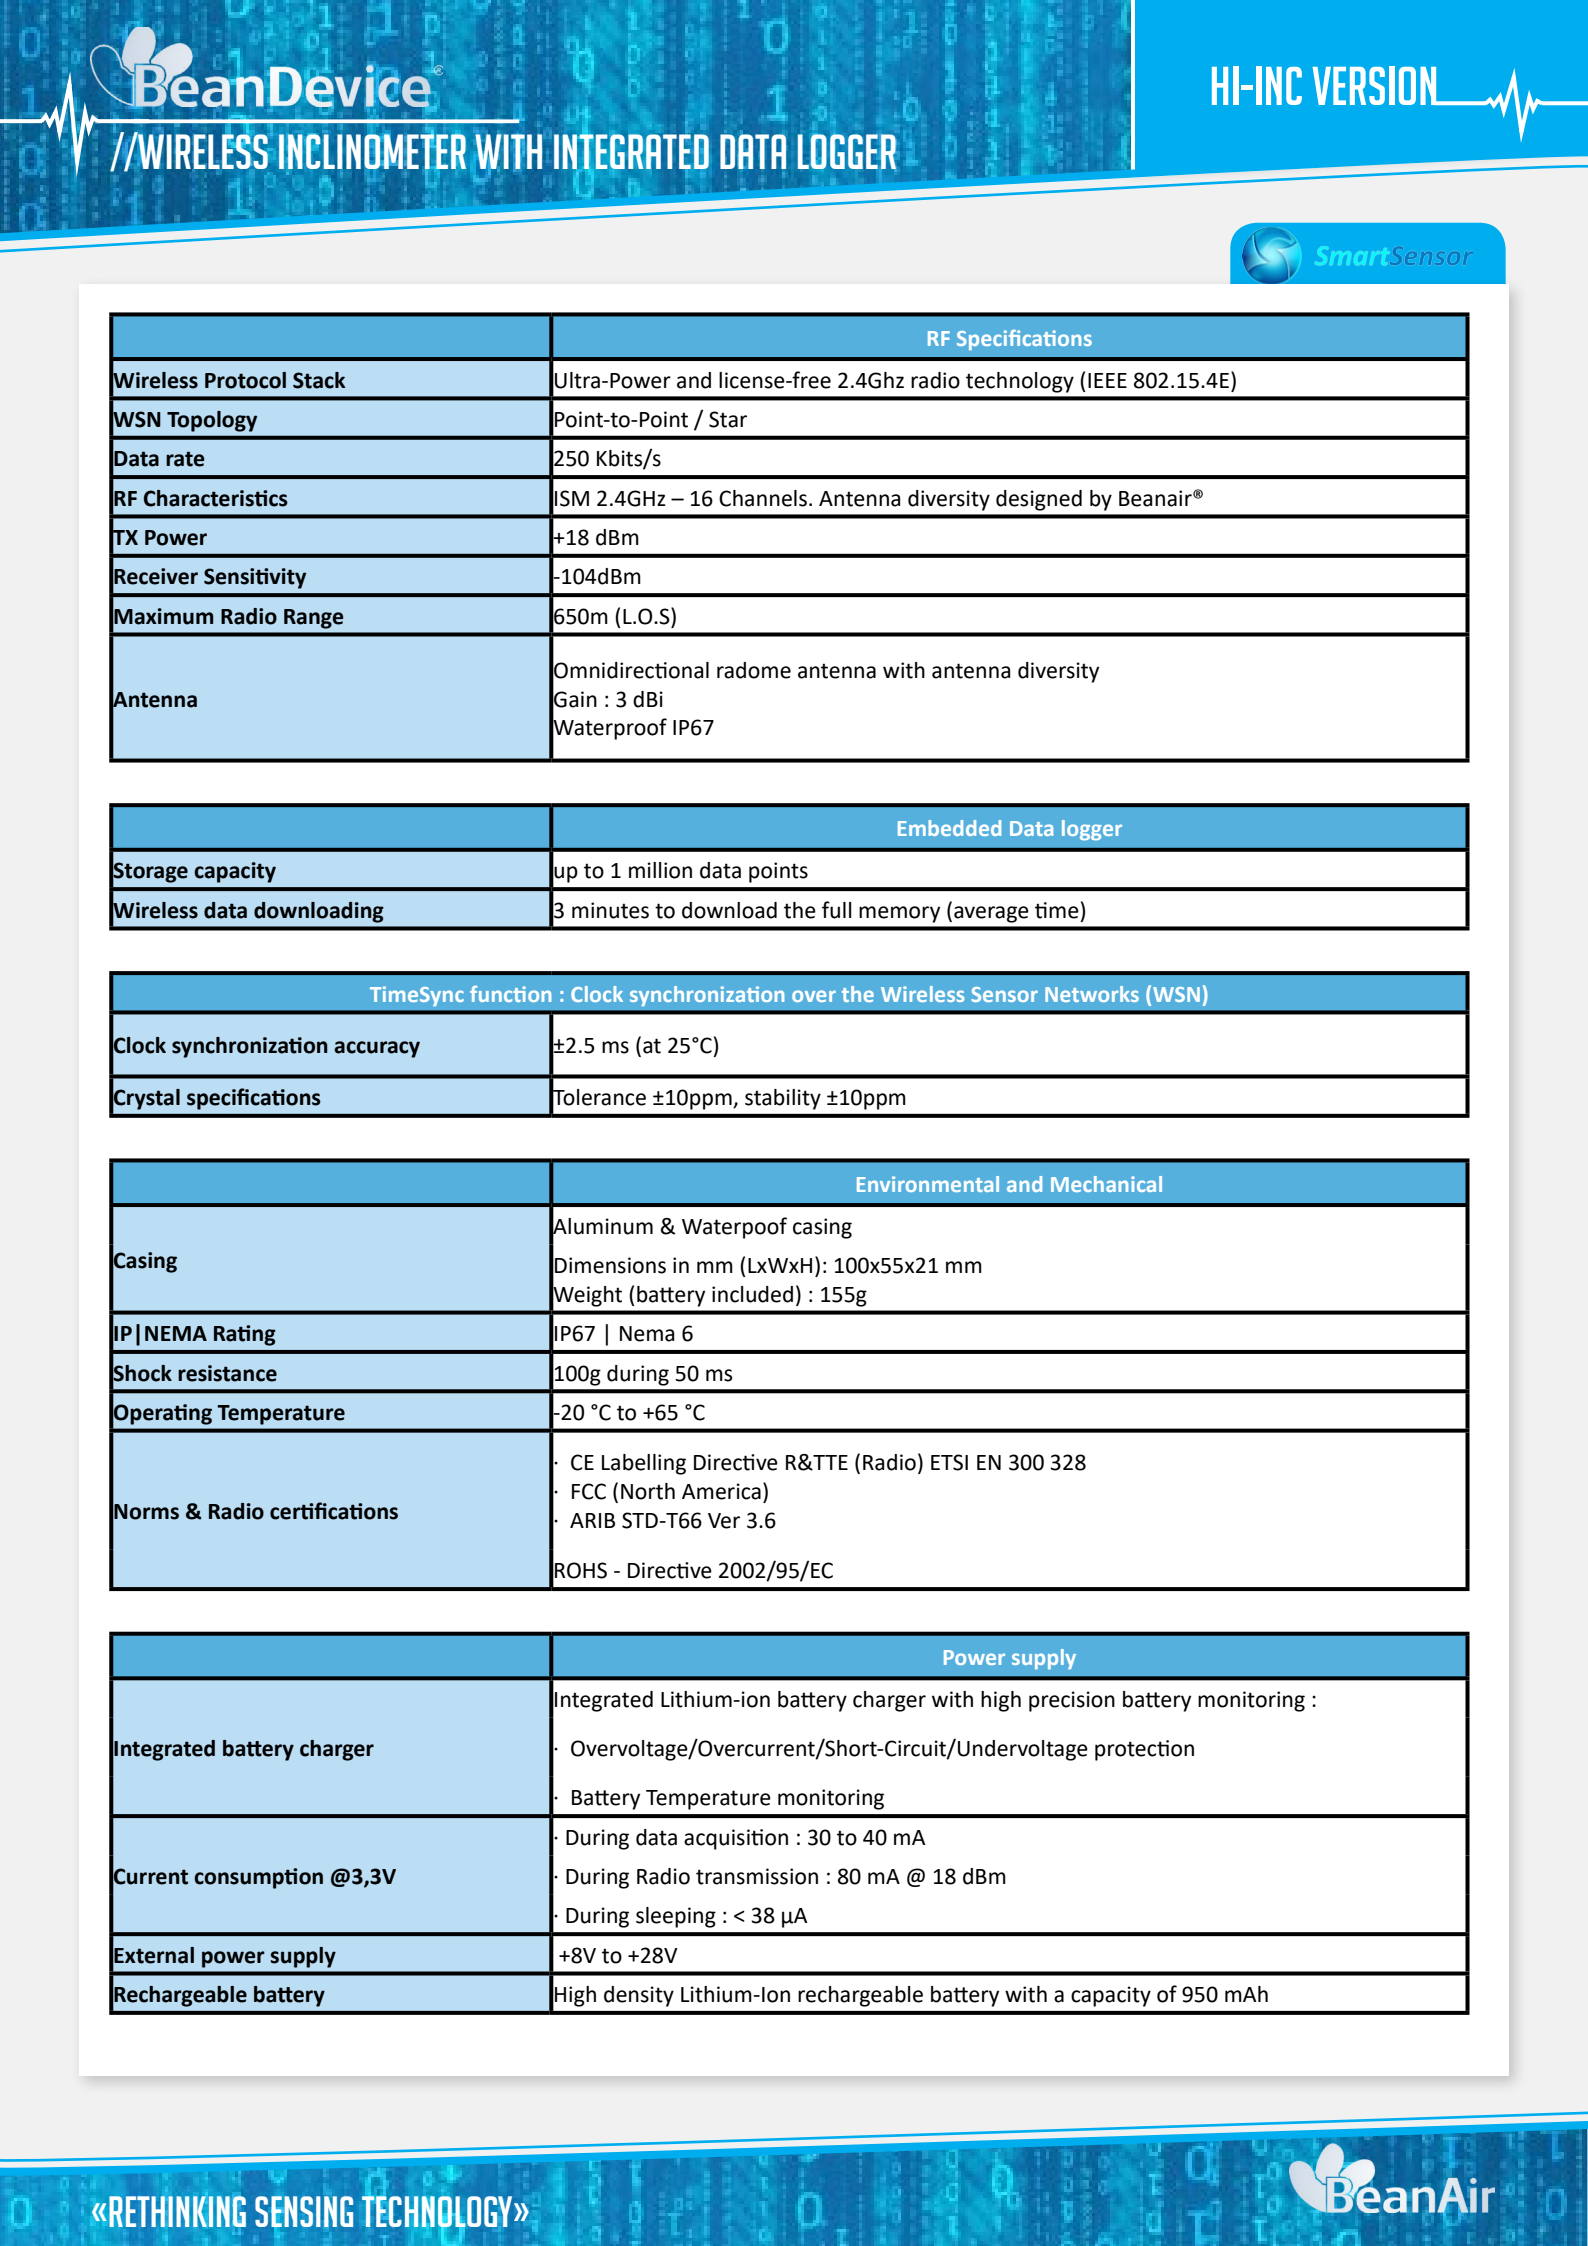 BeanDevice®
HI-INC VERSION
//WIRELESS INCLINOMETER WITH INTEGRATED DATA LOGGER
SmartSensor
RF Specifications
Wireless Protocol Stack Ultra-Power and license-free 2.4Ghz radio technology (IEEE 802.15.4E)
WSN Topology Point-to-Point / Star
Data rate 250 Kbits/s
RF Characteristics ISM 2.4GHz – 16 Channels. Antenna diversity designed by Beanair®
TX Power +18 dBm
Receiver Sensitivity -104dBm
Maximum Radio Range 650m (L.O.S)
Antenna
Omnidirectional radome antenna with antenna diversity
Gain : 3 dBi
Waterproof IP67
Embedded Data logger
Storage capacity up to 1 million data points
Wireless data downloading 3 minutes to download the full memory (average time)
TimeSync function : Clock synchronization over the Wireless Sensor Networks (WSN)
Clock synchronization accuracy ±2.5 ms (at 25°C)
Crystal specifications Tolerance ±10ppm, stability ±10ppm
Environmental and Mechanical
Casing
Aluminum & Waterpoof casing
Dimensions in mm (LxWxH): 100x55x21 mm
Weight (battery included) : 155g
IP|NEMA Rating IP67 | Nema 6
Shock resistance 100g during 50 ms
Operating Temperature -20 °C to +65 °C
Norms & Radio certifications
· CE Labelling Directive R&TTE (Radio) ETSI EN 300 328
· FCC (North America)
· ARIB STD-T66 Ver 3.6
ROHS - Directive 2002/95/EC
Power supply
Integrated battery charger
Integrated Lithium-ion battery charger with high precision battery monitoring :
· Overvoltage/Overcurrent/Short-Circuit/Undervoltage protection
· Battery Temperature monitoring
Current consumption @3,3V
· During data acquisition : 30 to 40 mA
· During Radio transmission : 80 mA @ 18 dBm
· During sleeping : < 38 µA
External power supply +8V to +28V
Rechargeable battery High density Lithium-Ion rechargeable battery with a capacity of 950 mAh
«RETHINKING SENSING TECHNOLOGY»
BeanAir